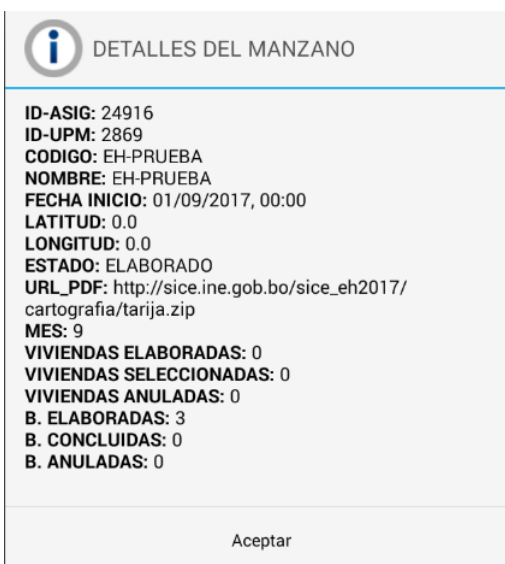 DETALLES DEL MANZANO
ID-ASIG: 24916
ID-UPM: 2869
CODIGO: EH-PRUEBA
NOMBRE: EH-PRUEBA
FECHA INICIO: 01/09/2017, 00:00
LATITUD: 0.0
LONGITUD: 0.0
ESTADO: ELABORADO
URL_PDF: http://sice.ine.gob.bo/sice_eh2017/
cartografia/tarija.zip
MES: 9
VIVIENDAS ELABORADAS: 0
VIVIENDAS SELECCIONADAS: 0
VIVIENDAS ANULADAS: 0
B. ELABORADAS: 3
B. CONCLUIDAS: 0
B. ANULADAS: 0
Aceptar